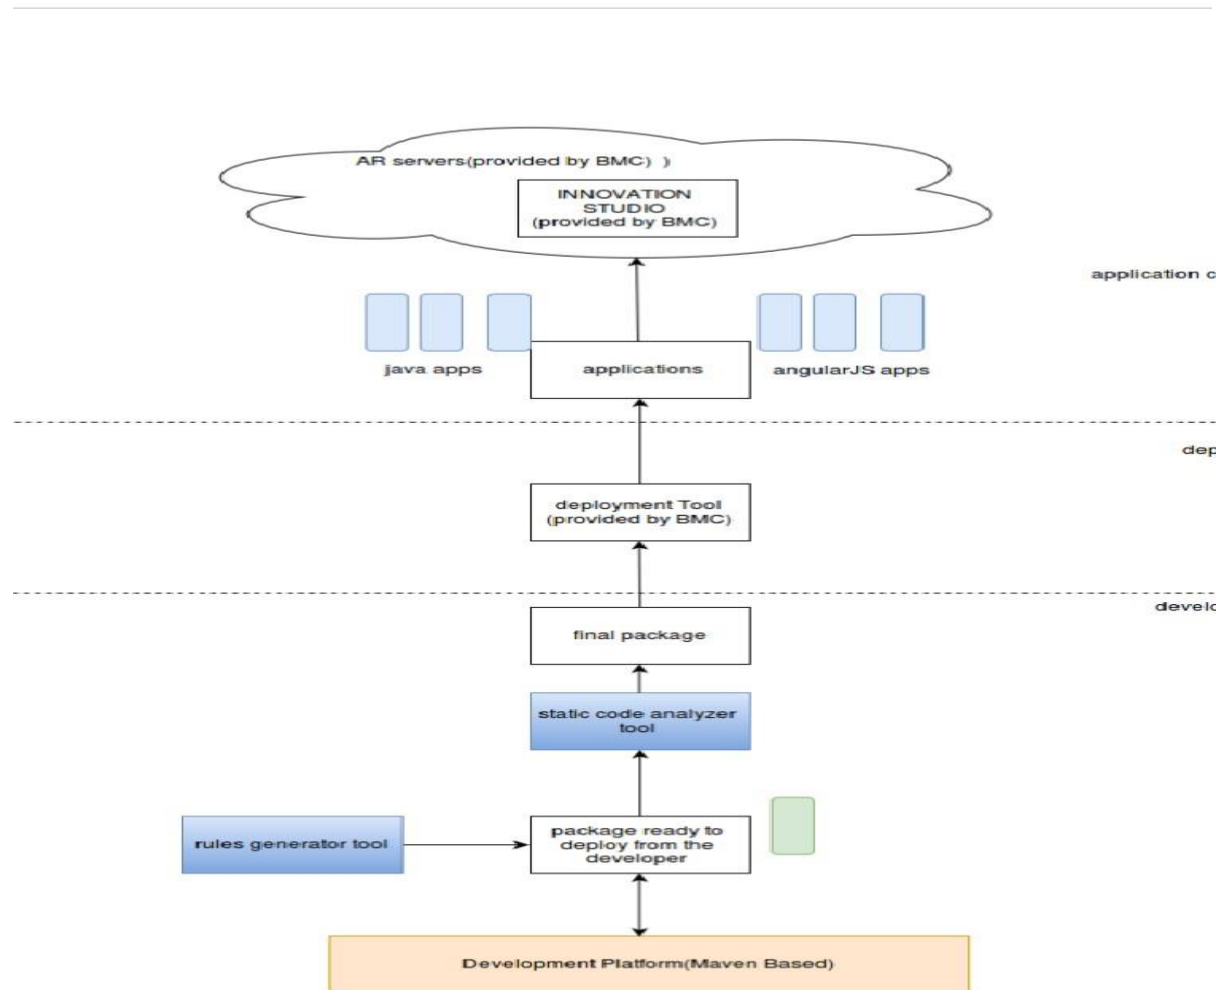 AR servers(provided by BMC) )
INNOVATION
STUDIO
(provided by BMC)
application c
java apps
applications
angularJS apps
dep
deployment Tool
(provided by BMC)
develo
final package
static code analyzer
tool
rules generator tool
package ready to
deploy from the
developer
Development Platform(Maven Based)